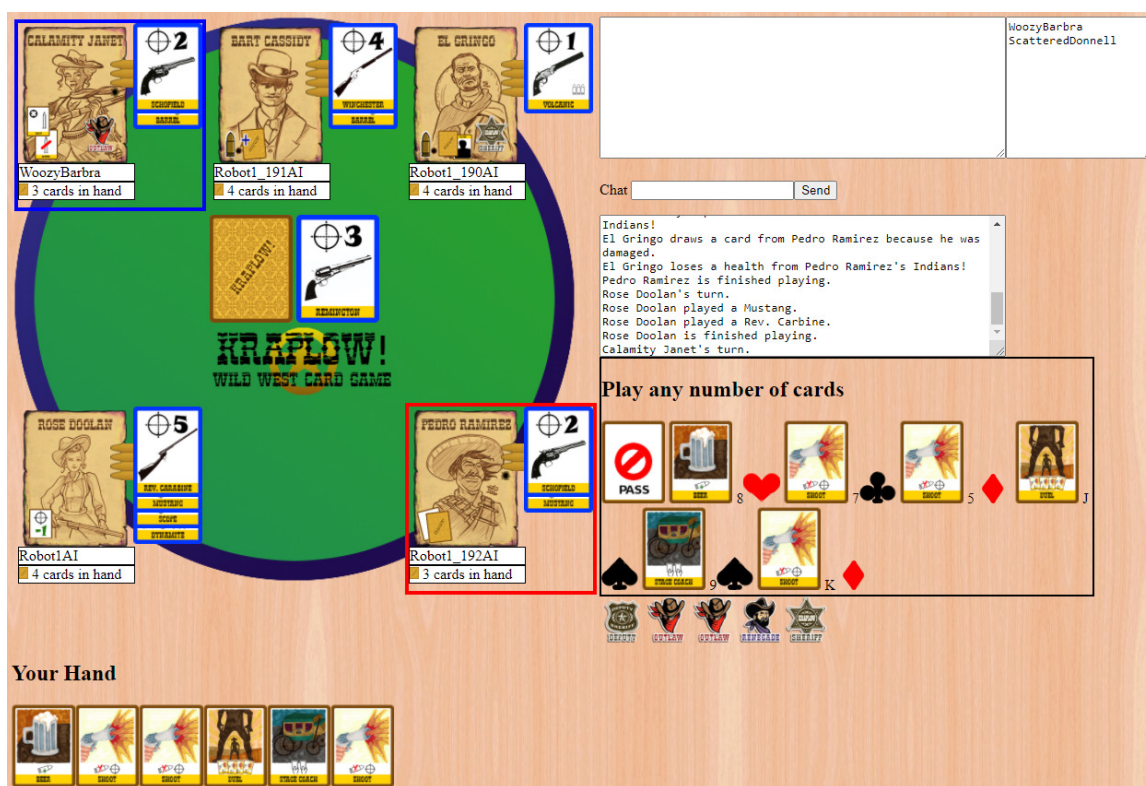 CALAMITY JANET
2
SCHOFIELD
BARREL
OUTLAW
WoozyBarbra
3 cards in hand
BART CASSIDY
4
WINCHESTER
BARREL
Robot1_191AI
4 cards in hand
EL GRINGO
1
VOLCANIC
SHERIFF
Robot1_190AI
4 cards in hand
WoozyBarbra
ScatteredDonnell
Chat
Send
KRAPLOW!
3
REMINGTON
KRAPLOW!
WILD WEST CARD GAME
Indians!
El Gringo draws a card from Pedro Ramirez because he was
damaged.
El Gringo loses a health from Pedro Ramirez's Indians!
Pedro Ramirez is finished playing.
Rose Doolan's turn.
Rose Doolan played a Mustang.
Rose Doolan played a Rev. Carbine.
Rose Doolan is finished playing.
Calamity Janet's turn.
ROSE DOOLAN
-1
5
REV. CARABINE
MUSTANG
SCOPE
DYNAMITE
Robot1AI
4 cards in hand
PEDRO RAMIREZ
2
SCHOFIELD
MUSTANG
Robot1_192AI
3 cards in hand
Play any number of cards
PASS
BEER
8
SHOOT
7
SHOOT
5
DUEL
J
STAGE COACH
9
SHOOT
K
DEPUTY
OUTLAW
OUTLAW
RENEGADE
SHERIFF
Your Hand
BEER
SHOOT
SHOOT
DUEL
STAGE COACH
SHOOT